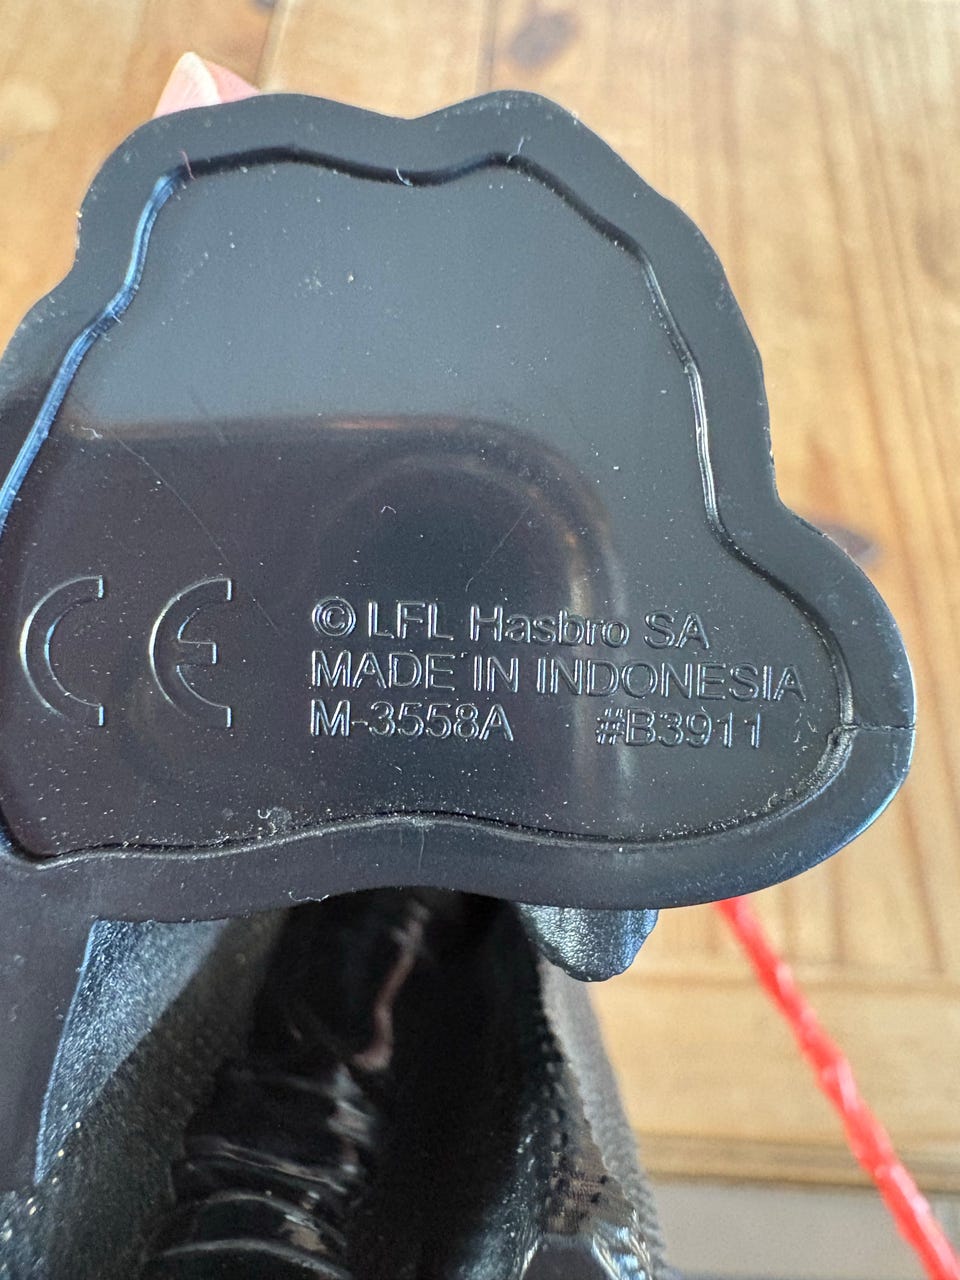 CE
© LFL Hasbro SA
MADE IN INDONESIA
M-3558A #B3911